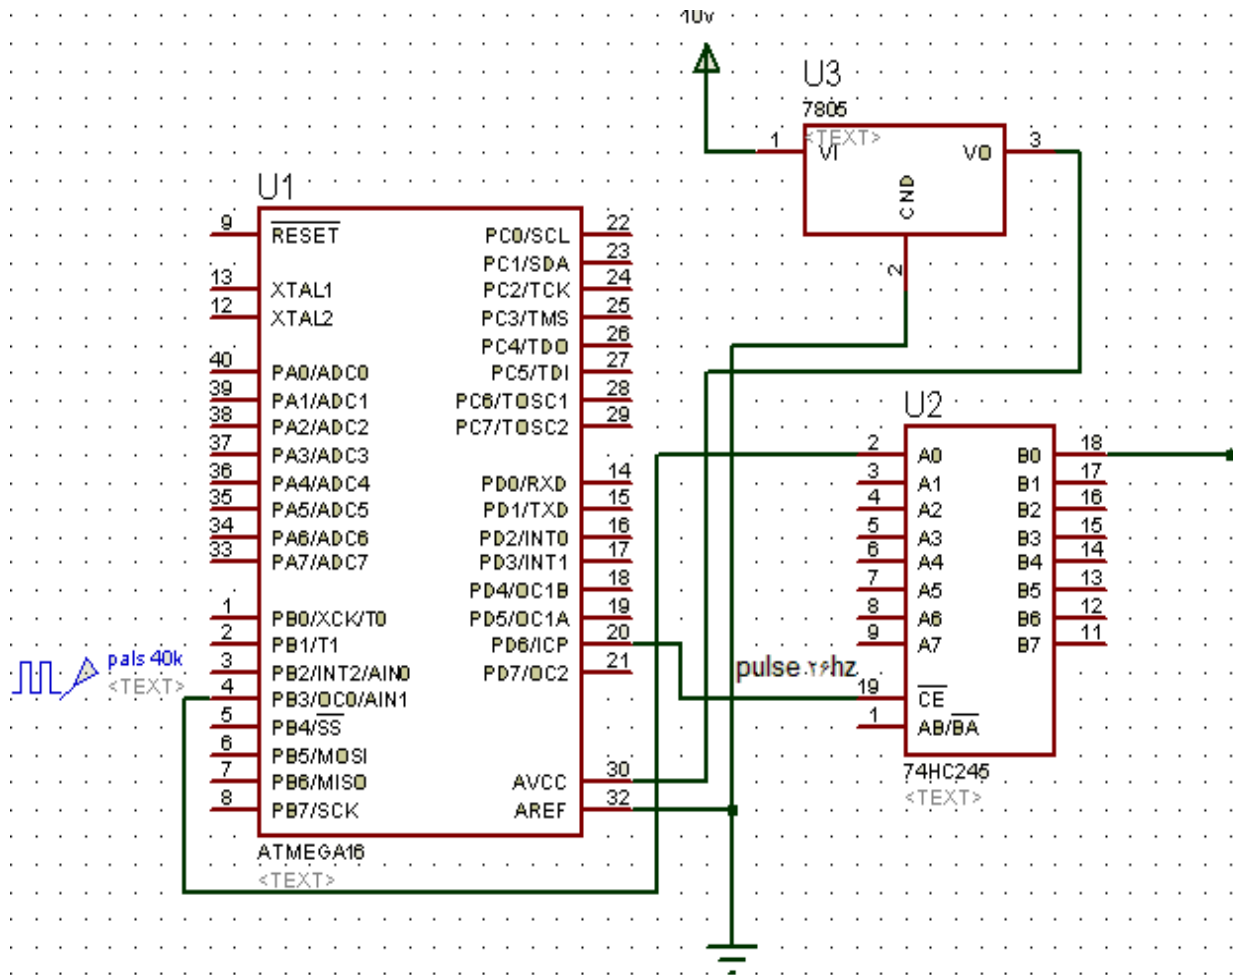 10v
U3
7805
<TEXT>
1
VI
VO
3
GND
2
U1
9
RESET
PC0/SCL
22
PC1/SDA
23
13
XTAL1
PC2/TCK
24
12
XTAL2
PC3/TMS
25
PC4/TDO
26
40
PA0/ADC0
PC5/TDI
27
39
PA1/ADC1
PC6/TOSC1
28
38
PA2/ADC2
PC7/TOSC2
29
37
PA3/ADC3
36
PA4/ADC4
PD0/RXD
14
35
PA5/ADC5
PD1/TXD
15
34
PA6/ADC6
PD2/INT0
16
33
PA7/ADC7
PD3/INT1
17
PD4/OC1B
18
1
PB0/XCK/T0
PD5/OC1A
19
2
PB1/T1
PD6/ICP
20
3
PB2/INT2/AIN0
PD7/OC2
21
4
PB3/OC0/AIN1
5
PB4/SS
6
PB5/MOSI
7
PB6/MISO
AVCC
30
8
PB7/SCK
AREF
32
ATMEGA16
<TEXT>
pals 40k
<TEXT>
U2
2
A0
B0
18
3
A1
B1
17
4
A2
B2
16
5
A3
B3
15
6
A4
B4
14
7
A5
B5
13
8
A6
B6
12
9
A7
B7
11
pulse ۲۶hz
19
CE
1
AB/BA
74HC245
<TEXT>